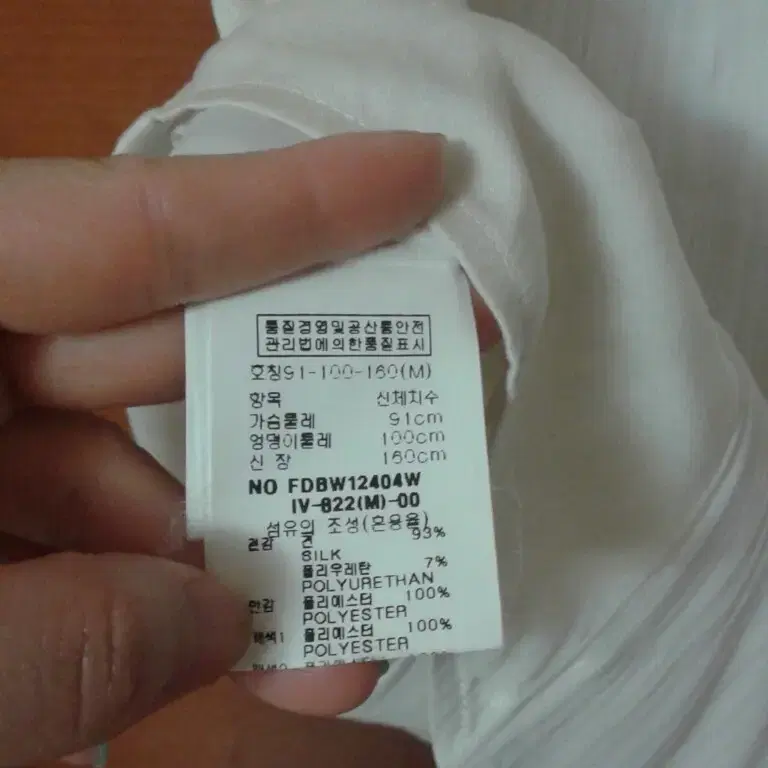 품질경영및공산품안전
관리법에의한품질표시
호칭91-100-160(M)
항목 신체치수
가슴둘레 91cm
엉덩이둘레 100cm
신 장 160cm
NO FDBW12404W
IV-822(M)-00
섬유의 조성(혼용율)
겉감 견 93%
SILK
폴리우레탄 7%
POLYURETHAN
안감 폴리에스터 100%
POLYESTER
배색1 폴리에스터 100%
POLYESTER